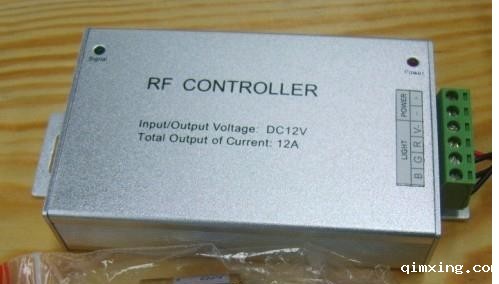 Signal
Power
RF CONTROLLER
Input/Output Voltage: DC12V
Total Output of Current: 12A
LIGHT POWER
B G R V- - -
qimxing.com